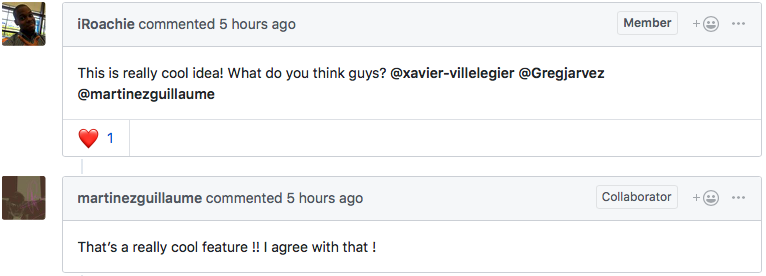 iRoachie commented 5 hours ago Member
This is really cool idea! What do you think guys? @xavier-villelegier @Gregjarvez
@martinezguillaume
❤️ 1
martinezguillaume commented 5 hours ago Collaborator
That’s a really cool feature !! I agree with that !